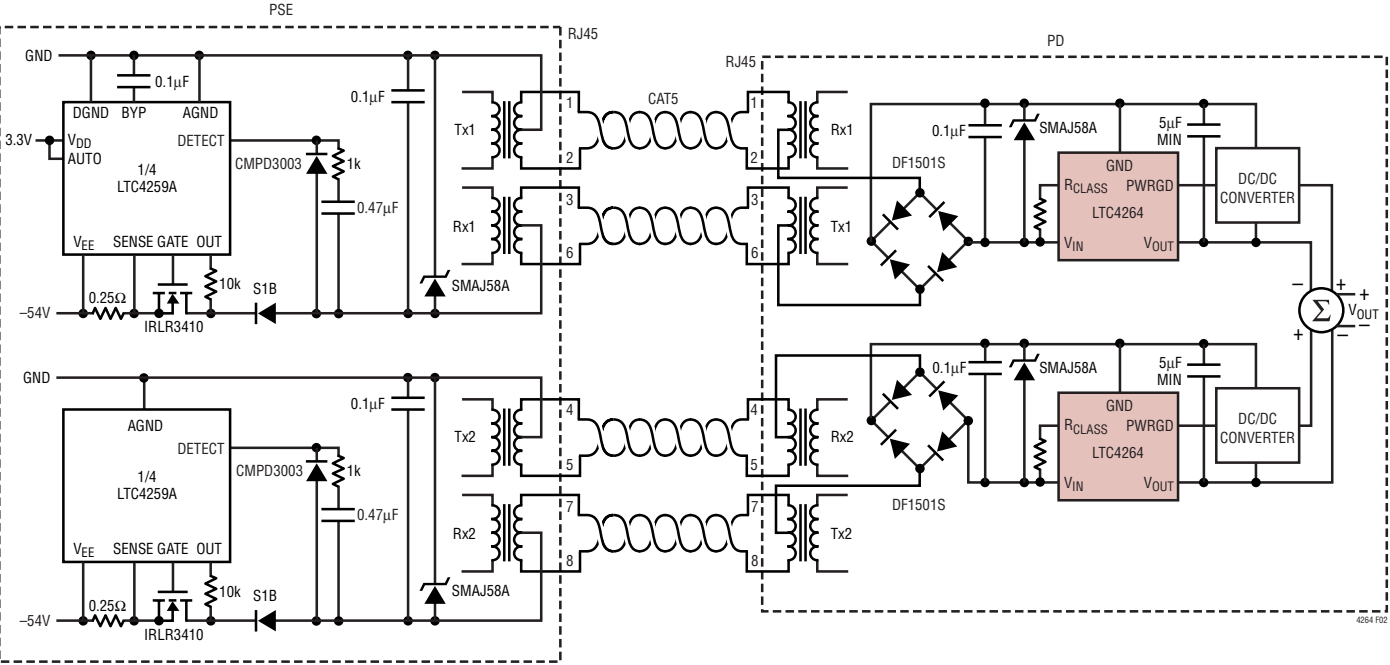 PSE
GND
RJ45
0.1μF
DGND BYP AGND
3.3V
VDD
AUTO
DETECT
1/4
LTC4259A
CMPD3003
1k
0.47μF
0.1μF
VEE SENSE GATE OUT
10k
SMAJ58A
–54V
0.25Ω
IRLR3410
S1B
Tx1
1
2
Rx1
3
6
CAT5
PD
RJ45
1
2
Rx1
3
6
Tx1
DF1501S
0.1μF
SMAJ58A
5μF
MIN
GND
RCLASS PWRGD
LTC4264
VIN VOUT
DC/DC
CONVERTER
– +
Σ
+
VOUT
–
+ –
GND
AGND
DETECT
1/4
LTC4259A
CMPD3003
1k
0.47μF
0.1μF
VEE SENSE GATE OUT
10k
SMAJ58A
–54V
0.25Ω
IRLR3410
S1B
Tx2
4
5
Rx2
7
8
4
5
Rx2
7
8
Tx2
DF1501S
0.1μF
SMAJ58A
5μF
MIN
GND
RCLASS PWRGD
LTC4264
VIN VOUT
DC/DC
CONVERTER
4264 F02